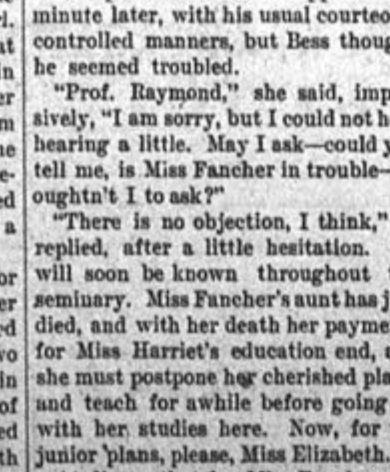 minute later, with his usual courteo
controlled manners, but Bess thoug
he seemed troubled.
"Prof. Raymond," she said, imp
sively, "I am sorry, but I could not h
hearing a little. May I ask—could y
tell me, is Miss Fancher in trouble—
oughtn't I to ask?"
"There is no objection, I think,"
replied, after a little hesitation.
will soon be known throughout
seminary. Miss Fancher's aunt has j
died, and with her death her payme
for Miss Harriet's education end, a
she must postpone her cherished pla
and teach for awhile before going
with her studies here. Now, for
junior plans, please, Miss Elizabeth.